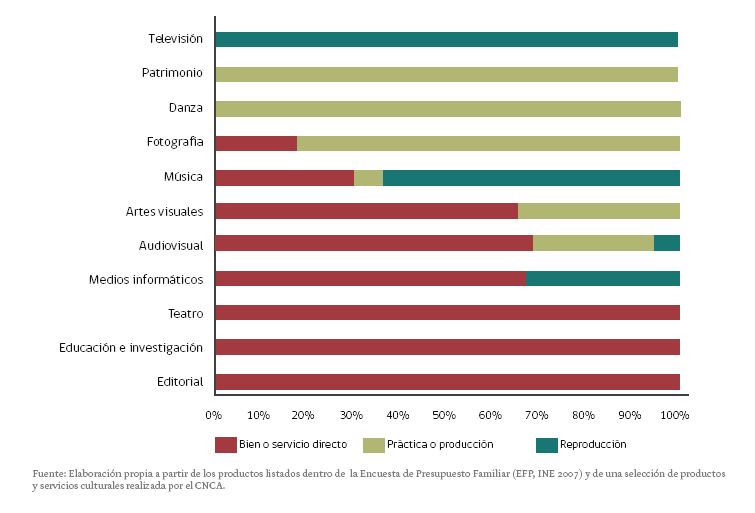 Televisión
Patrimonio
Danza
Fotografía
Música
Artes visuales
Audiovisual
Medios informáticos
Teatro
Educación e investigación
Editorial
0% 10% 20% 30% 40% 50% 60% 70% 80% 90% 100%
Bien o servicio directo Práctica o producción Reproducción
Fuente: Elaboración propia a partir de los productos listados dentro de la Encuesta de Presupuesto Familiar (EFP, INE 2007) y de una selección de productos
y servicios culturales realizada por el CNCA.